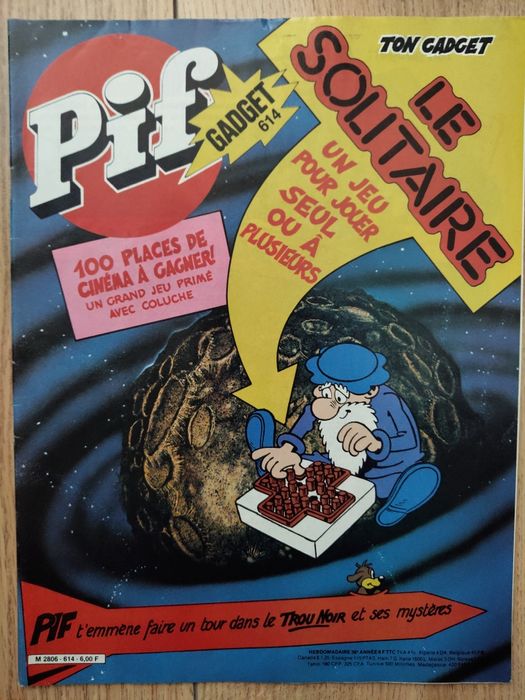 Pif
GADGET
614
TON GADGET
LE
SOLITAIRE
UN JEU
POUR JOUER
SEUL
OU À
PLUSIEURS
100 PLACES DE
CINÉMA À GAGNER!
UN GRAND JEU PRIMÉ
AVEC COLUCHE
PIF t'emmène faire un tour dans le TROU NOIR et ses mystères
M 2806 - 614 - 6,00 F
HEBDOMADAIRE